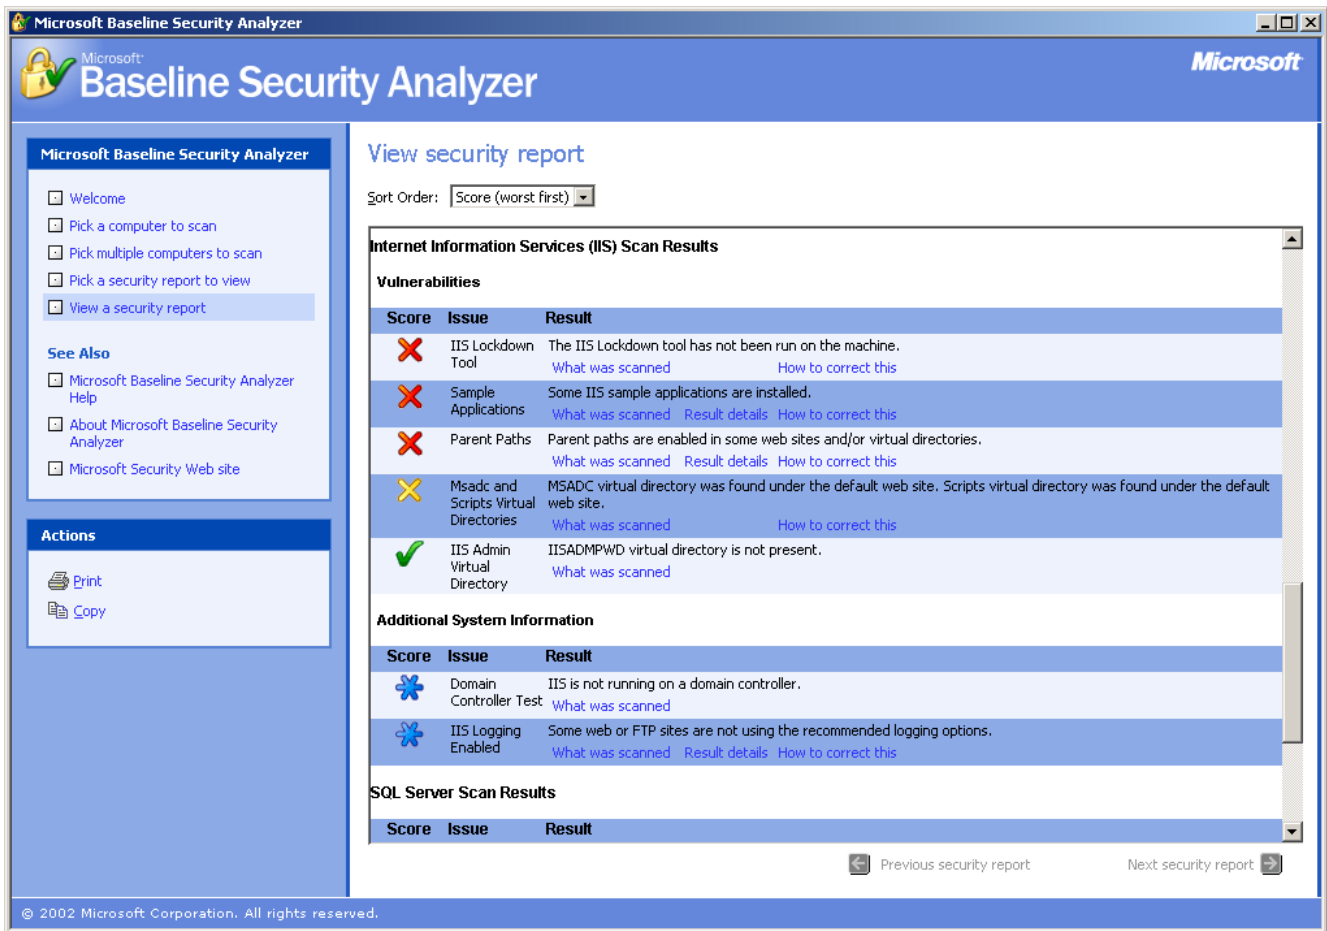 Microsoft Baseline Security Analyzer
Microsoft
Baseline Security Analyzer
Microsoft
Microsoft Baseline Security Analyzer
Welcome
Pick a computer to scan
Pick multiple computers to scan
Pick a security report to view
View a security report
See Also
Microsoft Baseline Security Analyzer
Help
About Microsoft Baseline Security
Analyzer
Microsoft Security Web site
Actions
Print
Copy
View security report
Sort Order: Score (worst first)
Internet Information Services (IIS) Scan Results
Vulnerabilities
Score Issue Result
IIS Lockdown Tool
The IIS Lockdown tool has not been run on the machine.
What was scanned How to correct this
Sample Applications
Some IIS sample applications are installed.
What was scanned Result details How to correct this
Parent Paths
Parent paths are enabled in some web sites and/or virtual directories.
What was scanned Result details How to correct this
Msadc and
Scripts Virtual
Directories
MSADC virtual directory was found under the default web site. Scripts virtual directory was found under the default
web site.
What was scanned How to correct this
IIS Admin
Virtual
Directory
IISADMPWD virtual directory is not present.
What was scanned
Additional System Information
Score Issue Result
Domain
Controller Test
IIS is not running on a domain controller.
What was scanned
IIS Logging
Enabled
Some web or FTP sites are not using the recommended logging options.
What was scanned Result details How to correct this
SQL Server Scan Results
Score Issue Result
Previous security report Next security report
© 2002 Microsoft Corporation. All rights reserved.